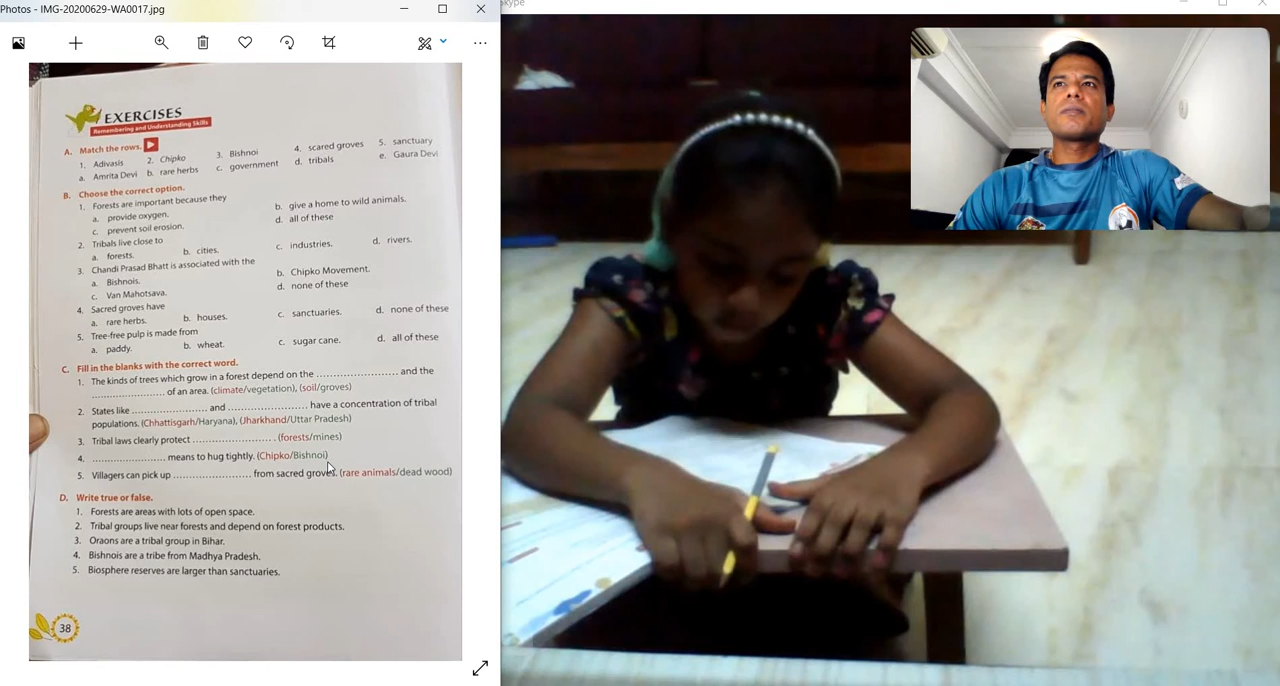 Photos - IMG-20200629-WA0017.jpg
Skype
EXERCISES
Remembering and Understanding Skills
A. Match the rows.
1. Adivasis 2. Chipko 3. Bishnoi 4. scared groves 5. sanctuary
a. Amrita Devi b. rare herbs c. government d. tribals e. Gaura Devi
B. Choose the correct option.
1. Forests are important because they
a. provide oxygen. b. give a home to wild animals.
c. prevent soil erosion. d. all of these
2. Tribals live close to
a. forests. b. cities. c. industries. d. rivers.
3. Chandi Prasad Bhatt is associated with the
a. Bishnois. b. Chipko Movement.
c. Van Mahotsava. d. none of these
4. Sacred groves have
a. rare herbs. b. houses. c. sanctuaries. d. none of these
5. Tree-free pulp is made from
a. paddy. b. wheat. c. sugar cane. d. all of these
C. Fill in the blanks with the correct word.
1. The kinds of trees which grow in a forest depend on the ........................ and the
...................... of an area. (climate/vegetation), (soil/groves)
2. States like ...................... and ........................ have a concentration of tribal
populations. (Chhattisgarh/Haryana), (Jharkhand/Uttar Pradesh)
3. Tribal laws clearly protect ......................... (forests/mines)
4. ...................... means to hug tightly. (Chipko/Bishnoi)
5. Villagers can pick up ........................ from sacred groves. (rare animals/dead wood)
D. Write true or false.
1. Forests are areas with lots of open space.
2. Tribal groups live near forests and depend on forest products.
3. Oraons are a tribal group in Bihar.
4. Bishnois are a tribe from Madhya Pradesh.
5. Biosphere reserves are larger than sanctuaries.
38